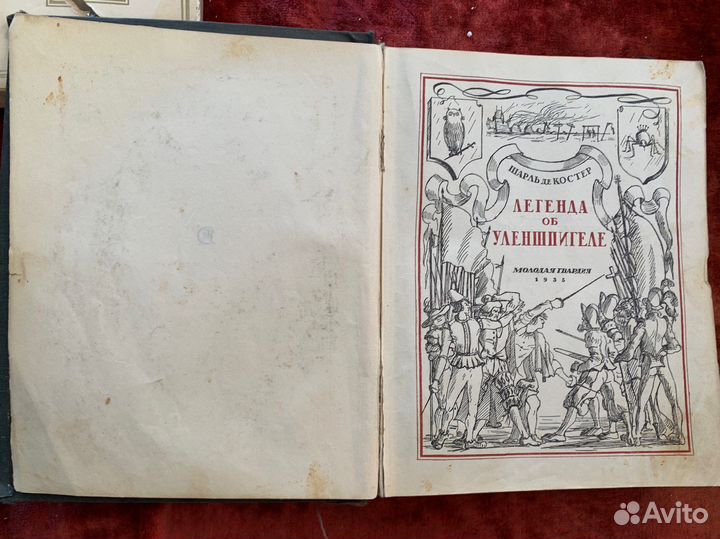 ШАРЛЬ ДЕ КОСТЕР
ЛЕГЕНДА
ОБ
УЛЕНШПИГЕЛЕ
МОЛОДАЯ ГВАРДИЯ
1935
Avito